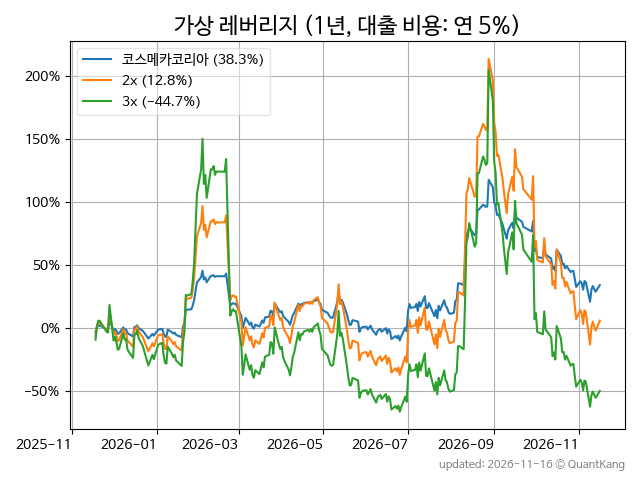 가상 레버리지 (1년, 대출 비용: 연 5%)
코스메카코리아 (38.3%)
2x (12.8%)
3x (−44.7%)
200%
150%
100%
50%
0%
−50%
2025-11 2026-01 2026-03 2026-05 2026-07 2026-09 2026-11
updated: 2026-11-16 © QuantKang